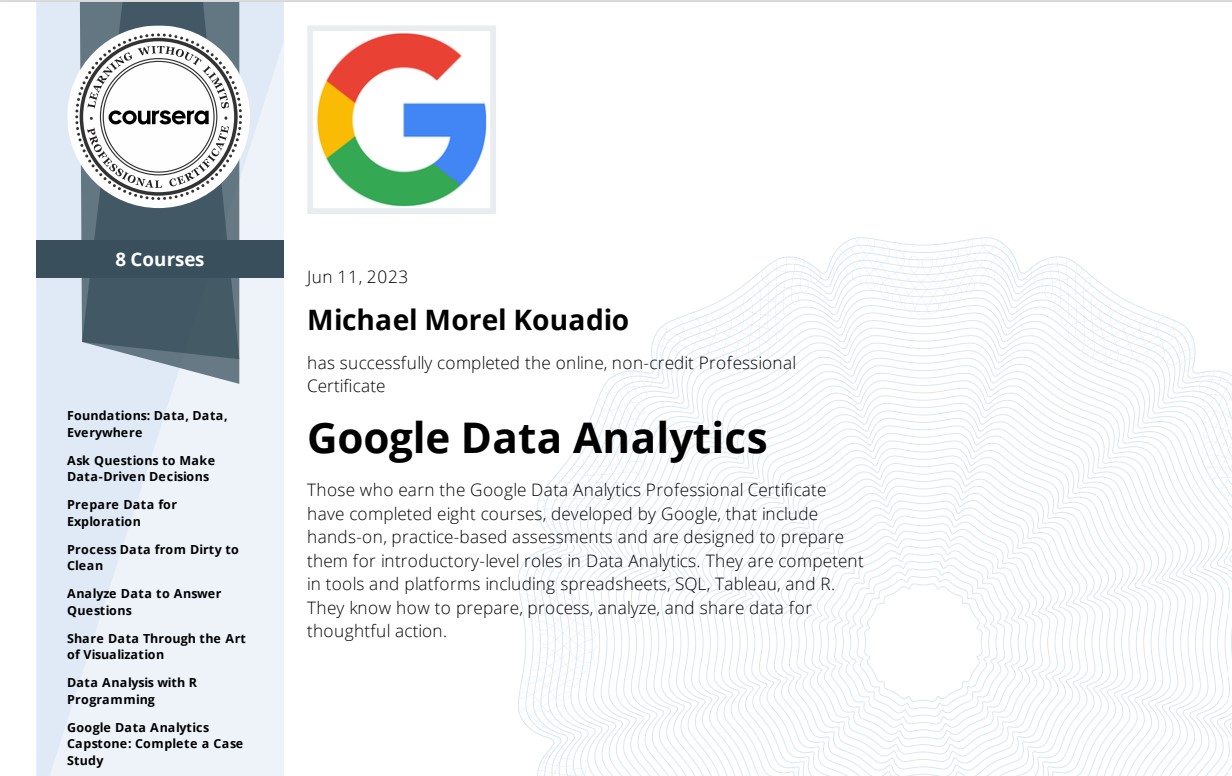 LEARNING WITHOUT LIMITS
coursera
PROFESSIONAL CERTIFICATE
8 Courses
Foundations: Data, Data,
Everywhere
Ask Questions to Make
Data-Driven Decisions
Prepare Data for
Exploration
Process Data from Dirty to
Clean
Analyze Data to Answer
Questions
Share Data Through the Art
of Visualization
Data Analysis with R
Programming
Google Data Analytics
Capstone: Complete a Case
Study
Jun 11, 2023
Michael Morel Kouadio
has successfully completed the online, non-credit Professional
Certificate
Google Data Analytics
Those who earn the Google Data Analytics Professional Certificate
have completed eight courses, developed by Google, that include
hands-on, practice-based assessments and are designed to prepare
them for introductory-level roles in Data Analytics. They are competent
in tools and platforms including spreadsheets, SQL, Tableau, and R.
They know how to prepare, process, analyze, and share data for
thoughtful action.